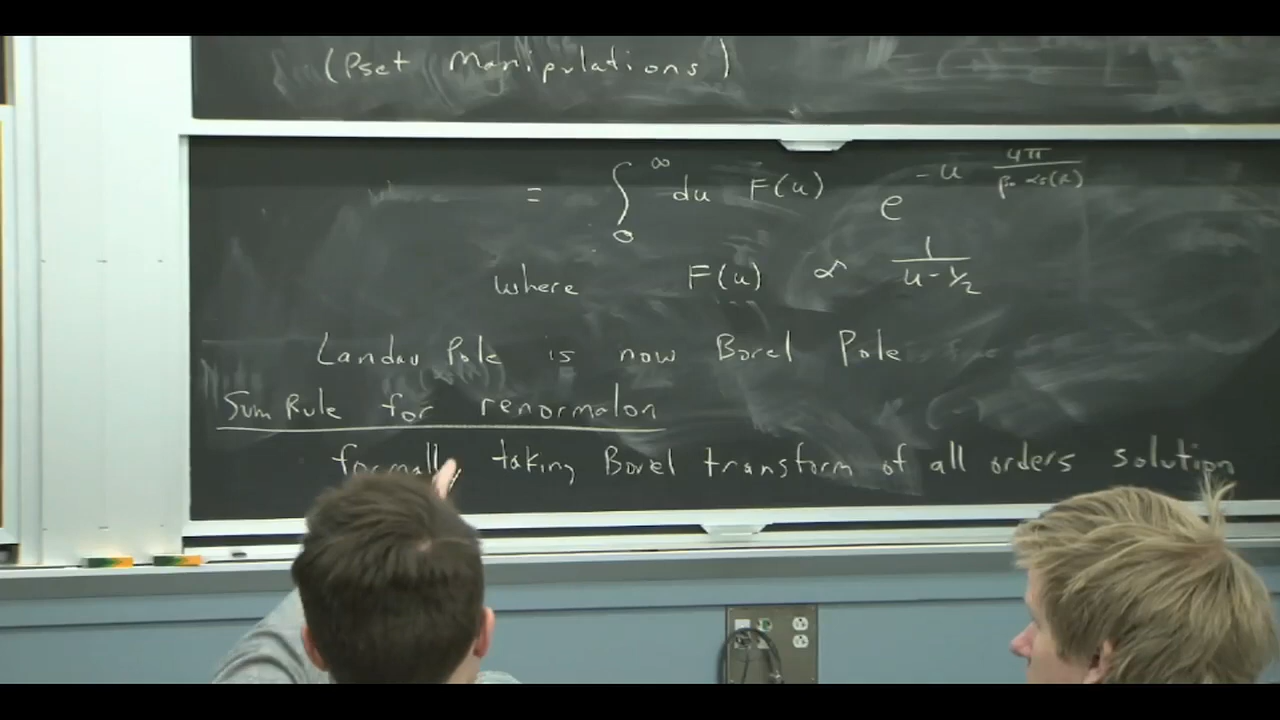 (Pset Manipulations)
= ∫₀^∞ du F(u) e^{-u 4π / β₀ αs(R)}
where F(u) ∝ 1 / (u - 1/2)
Landau Pole is now Borel Pole
Sum Rule for renormalon
formally taking Borel transform of all orders solution